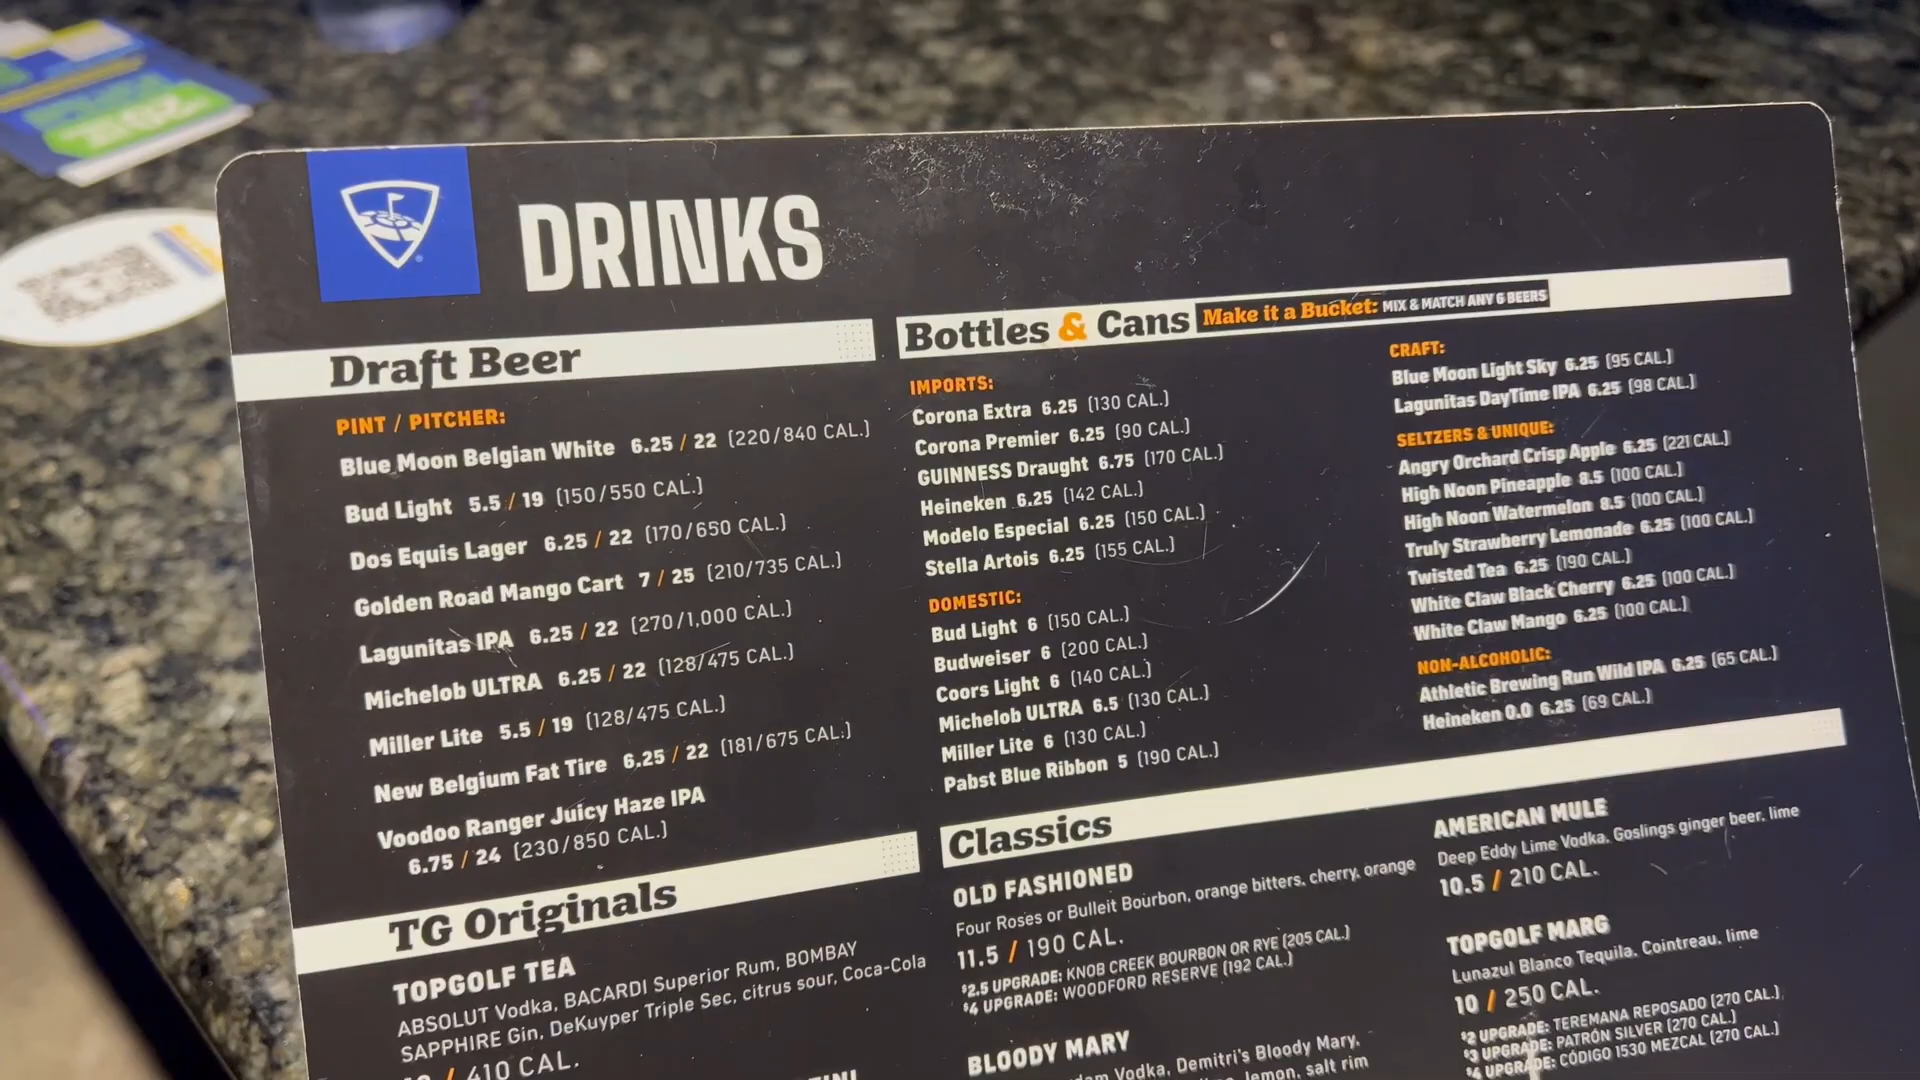 DRINKS
Draft Beer
PINT / PITCHER:
Blue Moon Belgian White 6.25 / 22 (220/840 CAL.)
Bud Light 5.5 / 19 (150/550 CAL.)
Dos Equis Lager 6.25 / 22 (170/650 CAL.)
Golden Road Mango Cart 7 / 25 (210/735 CAL.)
Lagunitas IPA 6.25 / 22 (270/1,000 CAL.)
Michelob ULTRA 6.25 / 22 (128/475 CAL.)
Miller Lite 5.5 / 19 (128/475 CAL.)
New Belgium Fat Tire 6.25 / 22 (181/675 CAL.)
Voodoo Ranger Juicy Haze IPA
6.75 / 24 (230/850 CAL.)
TG Originals
TOPGOLF TEA
ABSOLUT Vodka, BACARDI Superior Rum, BOMBAY
SAPPHIRE Gin, DeKuyper Triple Sec, citrus sour, Coca-Cola
/ 410 CAL.
Bottles & Cans Make it a Bucket: MIX & MATCH ANY 6 BEERS
IMPORTS:
Corona Extra 6.25 (130 CAL.)
Corona Premier 6.25 (90 CAL.)
GUINNESS Draught 6.75 (170 CAL.)
Heineken 6.25 (142 CAL.)
Modelo Especial 6.25 (150 CAL.)
Stella Artois 6.25 (155 CAL.)
DOMESTIC:
Bud Light 6 (150 CAL.)
Budweiser 6 (200 CAL.)
Coors Light 6 (140 CAL.)
Michelob ULTRA 6.5 (130 CAL.)
Miller Lite 6 (130 CAL.)
Pabst Blue Ribbon 5 (190 CAL.)
CRAFT:
Blue Moon Light Sky 6.25 (95 CAL.)
Lagunitas DayTime IPA 6.25 (98 CAL.)
SELTZERS & UNIQUE:
Angry Orchard Crisp Apple 6.25 (221 CAL.)
High Noon Pineapple 8.5 (100 CAL.)
High Noon Watermelon 8.5 (100 CAL.)
Truly Strawberry Lemonade 6.25 (100 CAL.)
Twisted Tea 6.25 (190 CAL.)
White Claw Black Cherry 6.25 (100 CAL.)
White Claw Mango 6.25 (100 CAL.)
NON-ALCOHOLIC:
Athletic Brewing Run Wild IPA 6.25 (65 CAL.)
Heineken 0.0 6.25 (69 CAL.)
Classics
OLD FASHIONED
Four Roses or Bulleit Bourbon, orange bitters, cherry, orange
11.5 / 190 CAL.
$2.5 UPGRADE: KNOB CREEK BOURBON OR RYE (205 CAL.)
$4 UPGRADE: WOODFORD RESERVE (192 CAL.)
BLOODY MARY
Vodka, Demitri's Bloody Mary,
lemon, salt rim
AMERICAN MULE
Deep Eddy Lime Vodka, Goslings ginger beer, lime
10.5 / 210 CAL.
TOPGOLF MARG
Lunazul Blanco Tequila, Cointreau, lime
10 / 250 CAL.
$2 UPGRADE: TEREMANA REPOSADO (270 CAL.)
$3 UPGRADE: PATRÓN SILVER (270 CAL.)
$4 UPGRADE: CÓDIGO 1530 MEZCAL (270 CAL.)